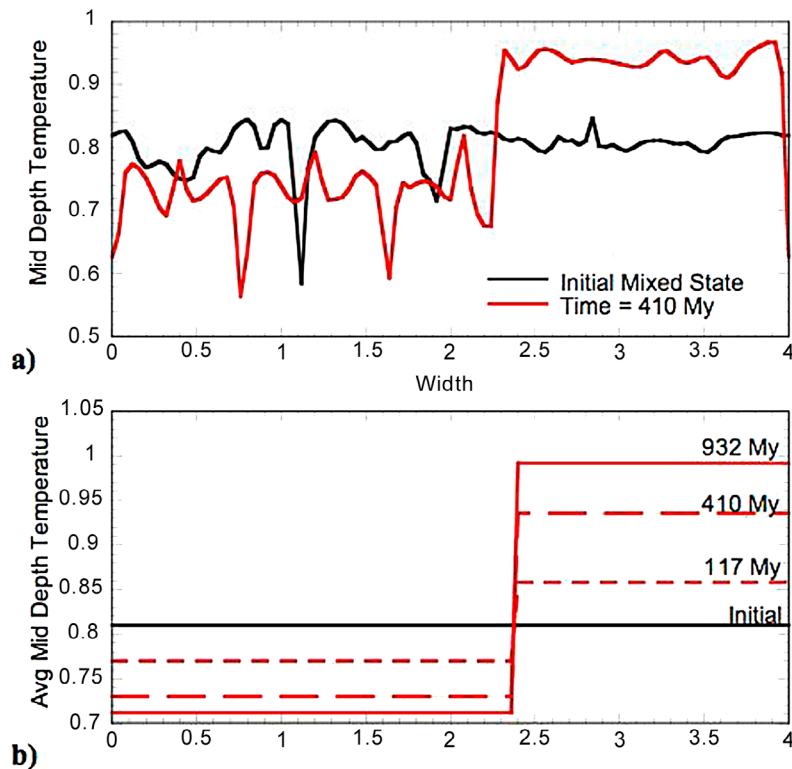 1
0.9
0.8
0.7
0.6
0.5
Mid Depth Temperature
Initial Mixed State
Time = 410 My
0 0.5 1 1.5 2 2.5 3 3.5 4
a)
Width
1.05
1
0.95
0.9
0.85
0.8
0.75
0.7
Avg Mid Depth Temperature
932 My
410 My
117 My
Initial
0 0.5 1 1.5 2 2.5 3 3.5 4
b)